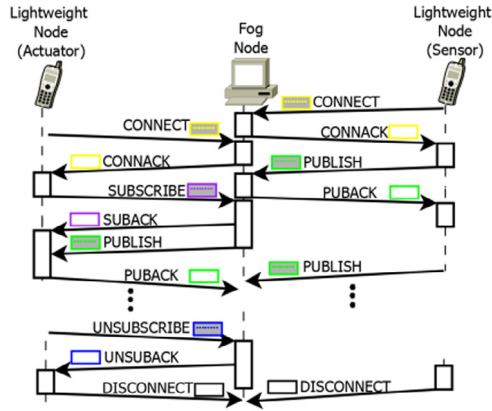 Lightweight
Node
(Actuator)
Fog
Node
Lightweight
Node
(Sensor)
CONNECT
CONNECT
CONNACK
CONNACK
PUBLISH
SUBSCRIBE
PUBACK
SUBACK
PUBLISH
PUBACK
PUBLISH
UNSUBSCRIBE
UNSUBACK
DISCONNECT
DISCONNECT